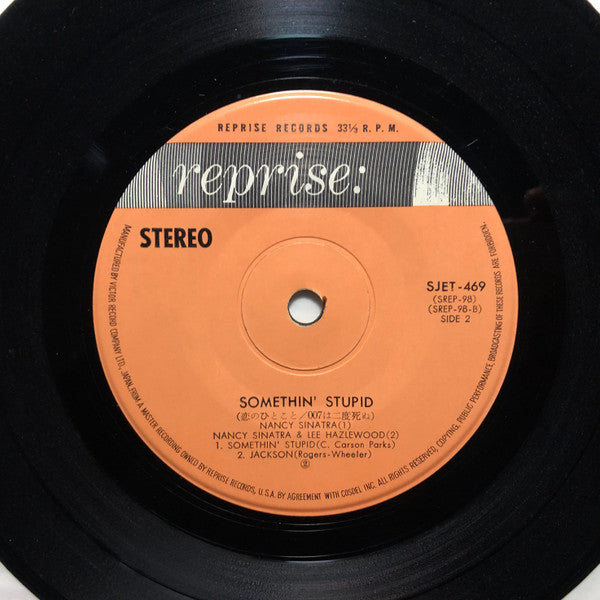 REPRISE RECORDS 33⅓ R. P. M.
reprise:
STEREO
SJET-469
(SREP-98)
(SREP-98-B)
SIDE 2
SOMETHIN' STUPID
(恋のひとこと/007は二度死ぬ)
NANCY SINATRA(1)
NANCY SINATRA & LEE HAZLEWOOD(2)
1. SOMETHIN' STUPID(C. Carson Parks)
2. JACKSON(Rogers-Wheeler)
MANUFACTURED BY VICTOR RECORD COMPANY LTD., JAPAN, FROM A MASTER RECORDING OWNED BY REPRISE RECORDS, U.S.A. BY AGREEMENT WITH COSDEL INC. ALL RIGHTS RESERVED, COPYING, PUBLIC PERFORMANCE, BROADCASTING OF THESE RECORDS ARE FORBIDDEN.